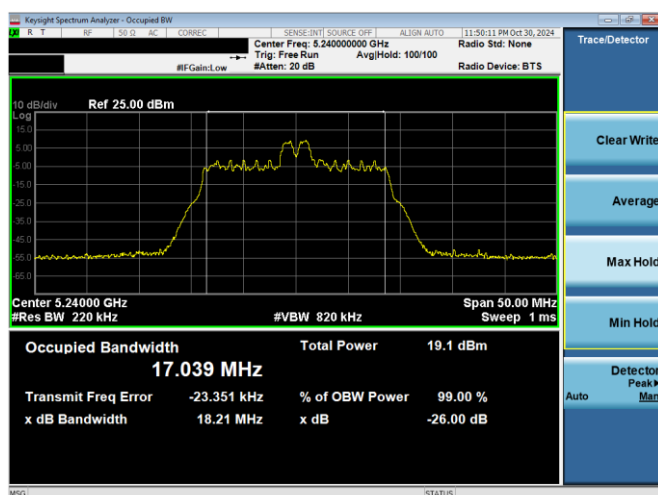 Keysight Spectrum Analyzer - Occupied BW
R T RF 50 Ω AC CORREC SENSE:INT SOURCE OFF ALIGN AUTO 11:50:11 PM Oct 30, 2024
Center Freq: 5.240000000 GHz Radio Std: None
Trig: Free Run Avg|Hold: 100/100
#IFGain:Low #Atten: 20 dB Radio Device: BTS
Trace/Detector
10 dB/div Ref 25.00 dBm
Log
15.0
5.00
-5.00
-15.0
-25.0
-35.0
-45.0
-55.0
-65.0
Center 5.24000 GHz Span 50.00 MHz
#Res BW 220 kHz #VBW 820 kHz Sweep 1 ms
Clear Write
Average
Max Hold
Min Hold
Detector
Peak
Auto Man
Occupied Bandwidth Total Power 19.1 dBm
17.039 MHz
Transmit Freq Error -23.351 kHz % of OBW Power 99.00 %
x dB Bandwidth 18.21 MHz x dB -26.00 dB
MSG STATUS